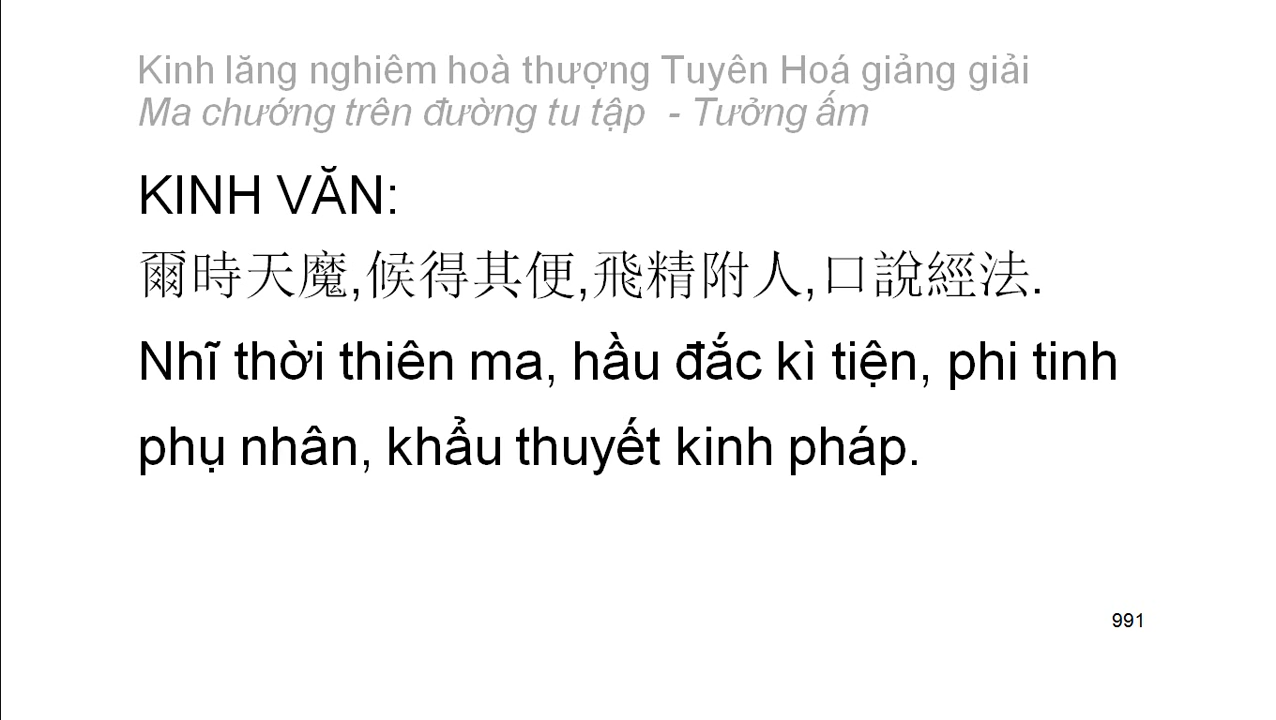 Kinh lăng nghiêm hoà thượng Tuyên Hoá giảng giải
Ma chướng trên đường tu tập - Tưởng ấm
KINH VĂN:
爾時天魔,候得其便,飛精附人,口說經法.
Nhĩ thời thiên ma, hầu đắc kì tiện, phi tinh
phụ nhân, khẩu thuyết kinh pháp.
991